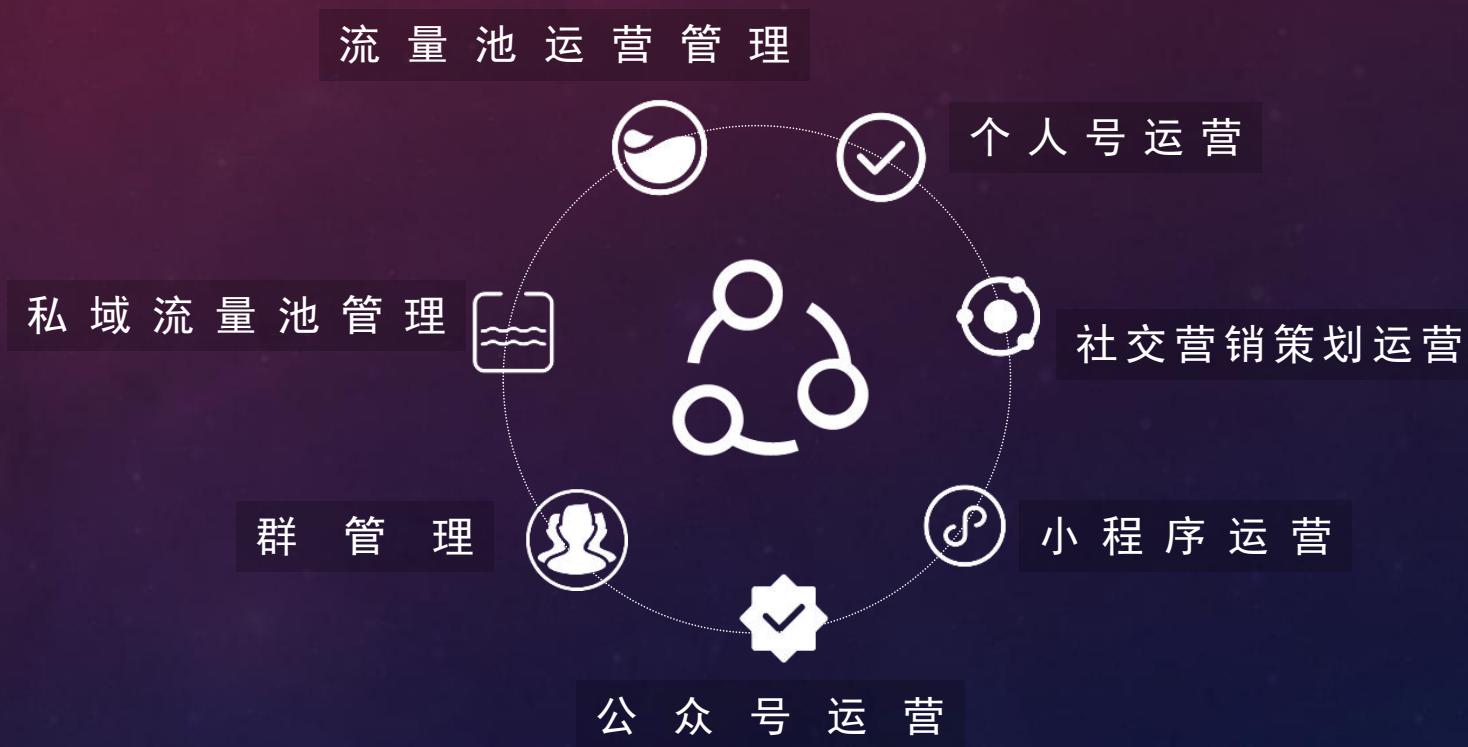 流量池运营管理
个人号运营
私域流量池管理
社交营销策划运营
群管理
小程序运营
公众号运营